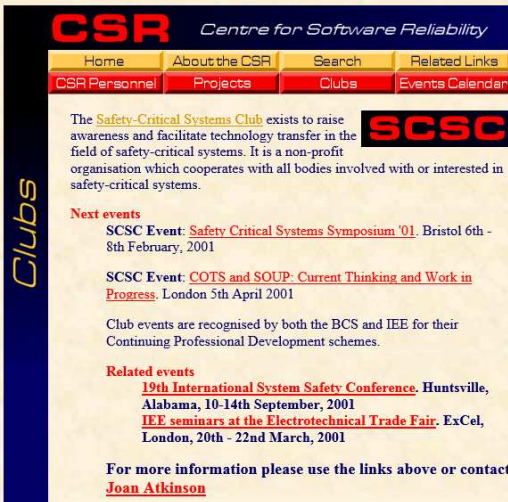 CSR Centre for Software Reliability
Home About the CSR Search Related Links
CSR Personnel Projects Clubs Events Calendar
Clubs
SCSC
The Safety-Critical Systems Club exists to raise
awareness and facilitate technology transfer in the
field of safety-critical systems. It is a non-profit
organisation which cooperates with all bodies involved with or interested in
safety-critical systems.
Next events
SCSC Event: Safety Critical Systems Symposium '01. Bristol 6th -
8th February, 2001
SCSC Event: COTS and SOUP: Current Thinking and Work in
Progress. London 5th April 2001
Club events are recognised by both the BCS and IEE for their
Continuing Professional Development schemes.
Related events
19th International System Safety Conference. Huntsville,
Alabama, 10-14th September, 2001
IEE seminars at the Electrotechnical Trade Fair. ExCel,
London, 20th - 22nd March, 2001
For more information please use the links above or contact
Joan Atkinson